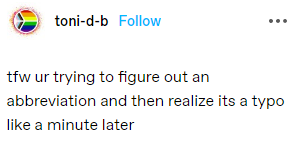 toni-d-b Follow
tfw ur trying to figure out an
abbreviation and then realize its a typo
like a minute later